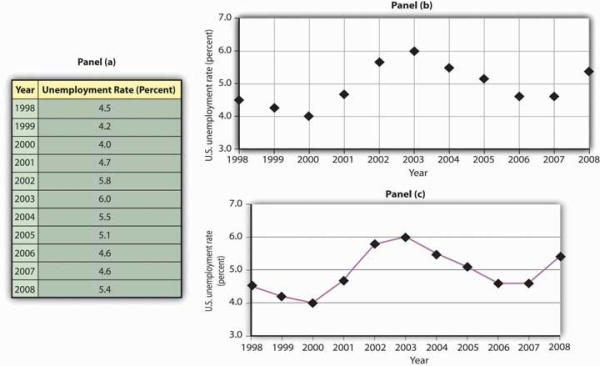 Panel (a)
Year Unemployment Rate (Percent)
1998 4.5
1999 4.2
2000 4.0
2001 4.7
2002 5.8
2003 6.0
2004 5.5
2005 5.1
2006 4.6
2007 4.6
2008 5.4
Panel (b)
U.S. unemployment rate (percent)
7.0
6.0
5.0
4.0
3.0
1998 1999 2000 2001 2002 2003 2004 2005 2006 2007 2008
Year
Panel (c)
U.S. unemployment rate
(percent)
7.0
6.0
5.0
4.0
3.0
1998 1999 2000 2001 2002 2003 2004 2005 2006 2007 2008
Year